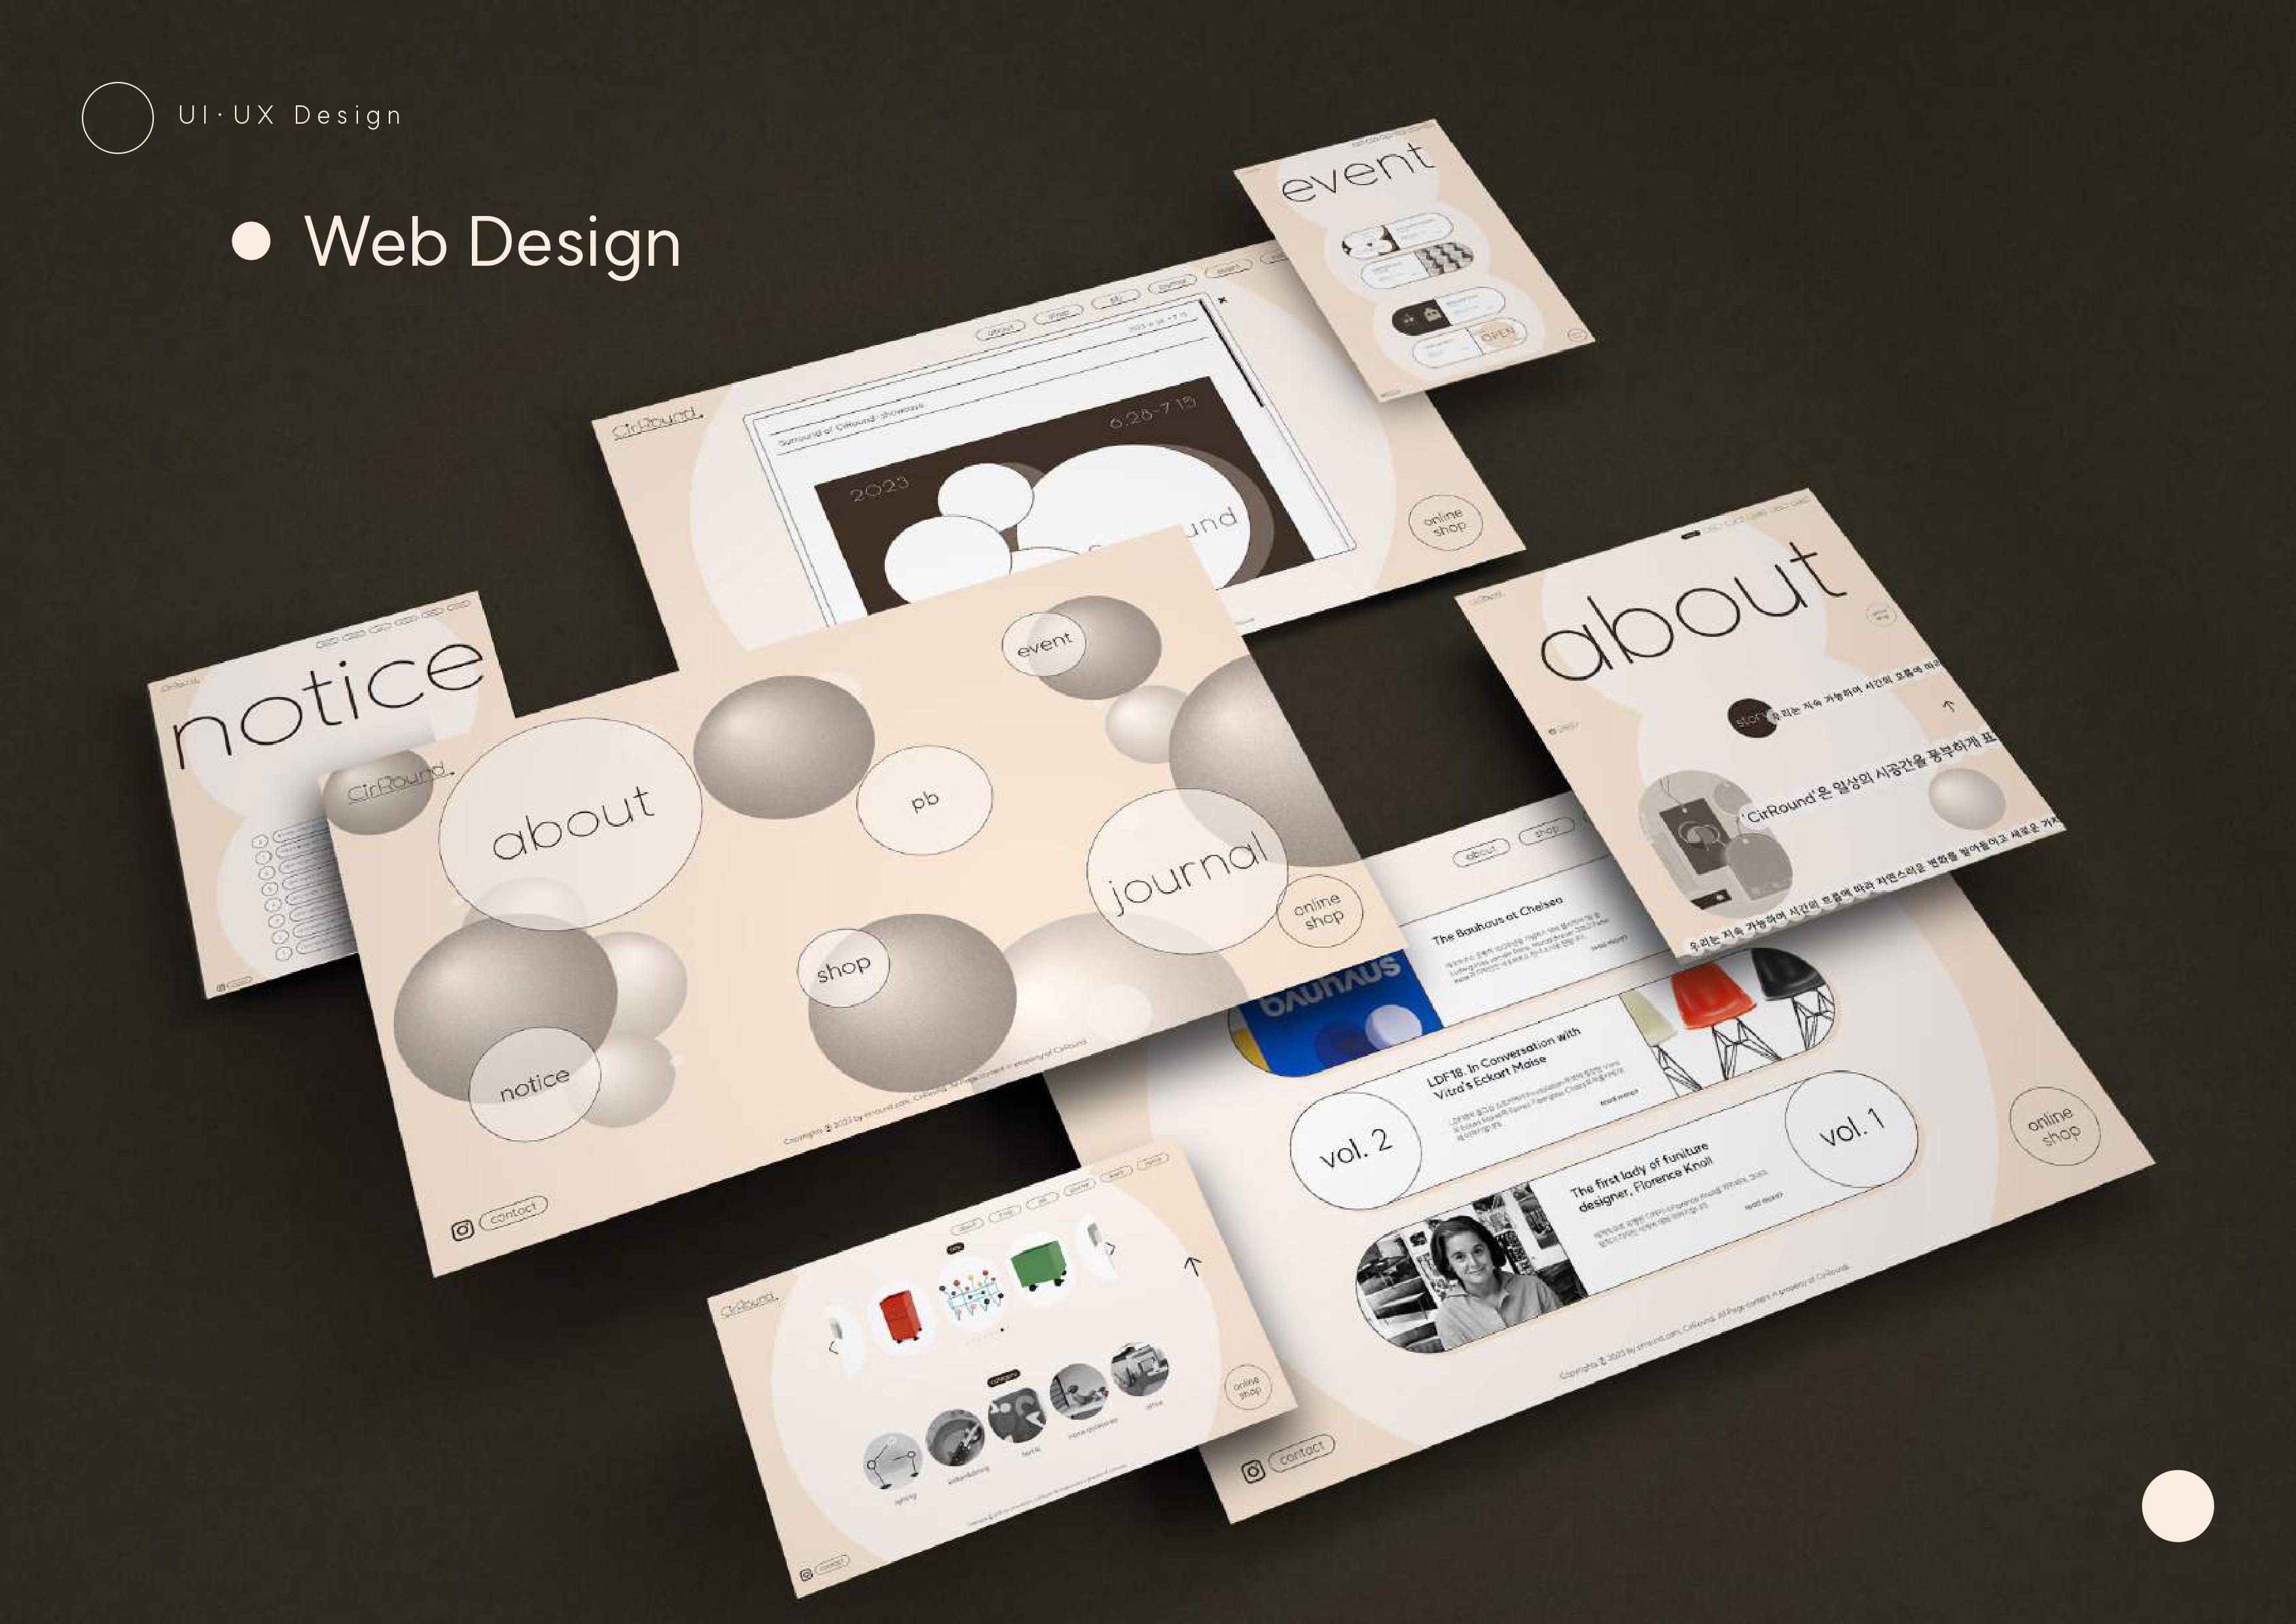 UI·UX Design
Web Design
event
OPEN
about
shop
pb
journal
event
CirRound.
Surround of CirRound-showcase
2023
6.28-7.15
und
online
shop
notice
CirRound.
about
pb
event
journal
online
shop
shop
notice
Copyrights ⓒ 2023 by cirround.com, CirRound. All Page content in property of CirRound.
contact
about
story
우리는 지속 가능하며 시간의 흐름에 따라
'CirRound'은 일상의 시공간을 풍부하게 표
우리는 지속 가능하며 시간의 흐름에 따라 자연스러운 변화를 받아들이고 새로운 가치
about
shop
bauhaus
The Bauhaus at Chelsea
read more>
vol. 2
LDF18. In Conversation with
Vitra's Eckart Maise
read more>
The first lady of funiture
designer, Florence Knoll
read more>
vol. 1
online
shop
Copyrights ⓒ 2023 by cirround.com, CirRound. All Page content in property of CirRound.
contact
CirRound.
about
shop
pb
journal
event
category
lighting
kitchen&dining
textile
home accessories
office
online
shop
contact